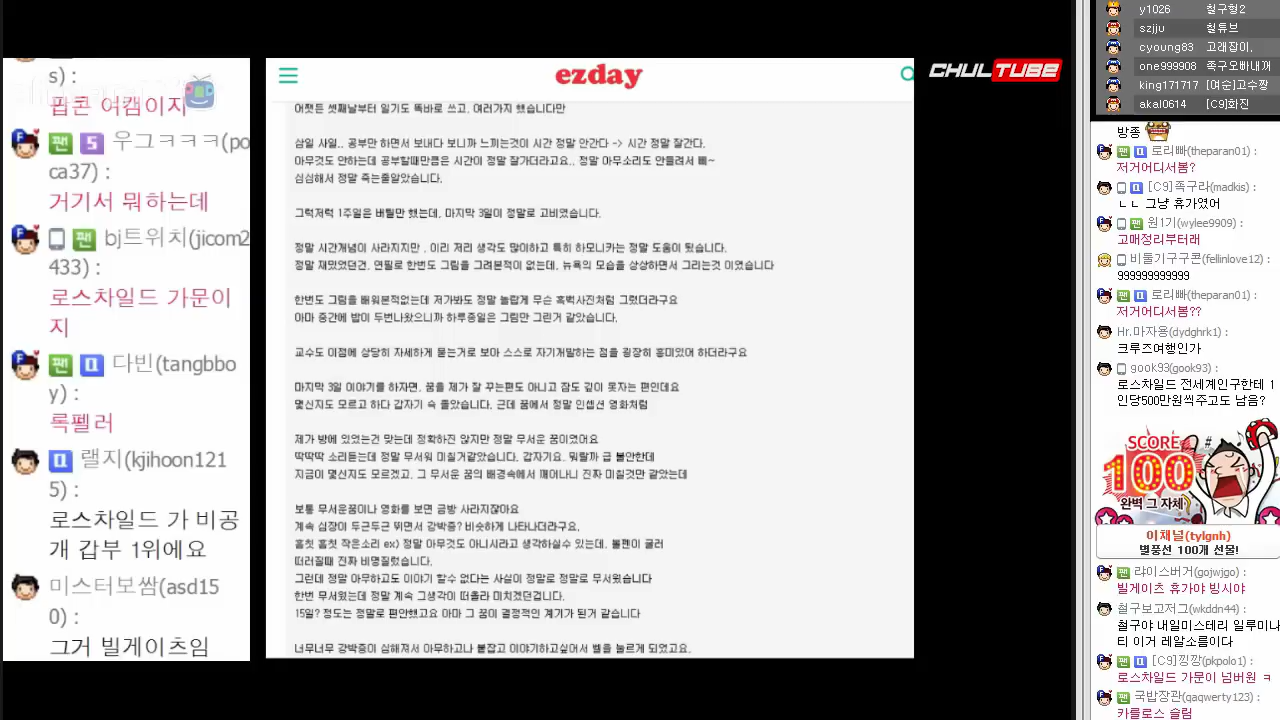 s) :
팝콘 여캠이지
팬 5 우그ㅋㅋㅋ(po
ca37) :
거기서 뭐하는데
팬 bj트위치(jicom2
433) :
로스차일드 가문이
지
팬 다빈(tangbbo
y) :
록펠러
랠지(kjihoon121
5) :
로스차일드 가 비공
개 갑부 1위에요
미스터보쌈(asd15
0) :
그거 빌게이츠임
ezday
어쨋든 셋째날부터 일기도 똑바로 쓰고, 여러가지 했습니다만
삼일 사일.. 공부만 하면서 보내다 보니까 느끼는것이 시간 정말 안간다 -> 시간 정말 잘간다.
아무것도 안하는데 공부할때만큼은 시간이 정말 잘가더라고요.. 정말 아무소리도 안들려서 삐~
심심해서 정말 죽는줄알았습니다.
그럭저럭 1주일은 버틸만 했는데, 마지막 3일이 정말로 고비였습니다.
정말 시간개념이 사라지지만 , 이리 저리 생각도 많이하고 특히 하모니카는 정말 도움이 됬습니다.
정말 재밌었던건, 연필로 한번도 그림을 그려본적이 없는데, 뉴욕의 모습을 상상하면서 그리는것 이였습니다
한번도 그림을 배워본적없는데 저가봐도 정말 놀랍게 무슨 흑벽사진처럼 그렸더라구요
아마 중간에 밥이 두번나왔으니까 하루종일은 그림만 그린거 같았습니다.
교수도 이점에 상당히 자세하게 묻는거로 보아 스스로 자기개발하는 점을 굉장히 흥미있어 하더라구요
마지막 3일 이야기를 하자면, 꿈을 제가 잘 꾸는편도 아니고 잠도 깊이 못자는 편인데요
몇신지도 모르고 하다 갑자기 슥 졸았습니다. 근데 꿈에서 정말 인셉션 영화처럼
제가 방에 있었는건 맞는데 정확하진 않지만 정말 무서운 꿈이였어요
딱딱딱 소리듣는데 정말 무서워 미칠거같았습니다. 갑자기요. 뭐랄까 급 불안한데
지금이 몇신지도 모르겠고, 그 무서운 꿈의 배경속에서 깨어나니 진짜 미칠것만 같았는데
보통 무서운꿈이나 영화를 보면 금방 사라지잖아요
계속 심장이 두근두근 뛰면서 강박증? 비슷하게 나타나더라구요.
흠칫 흠칫 작은소리 ex) 정말 아무것도 아니시라고 생각하실수 있는데. 볼펜이 굴러
떠러질때 진짜 비명질렀습니다.
그런데 정말 아무하고도 이야기 할수 없다는 사실이 정말로 정말로 무서웠습니다
한번 무서웠는데 정말 계속 그생각이 떠올라 미치겠던겁니다.
15일? 정도는 정말로 편안했고요 아마 그 꿈이 결정적인 계기가 된거 같습니다
너무너무 강박증이 심해져서 아무하고나 붙잡고 이야기하고싶어서 벨을 눌르게 되었고요.
CHULTUBE
y1026 철구형2
szjju 칠튜브
cyoung83 고래잡이,
one999908 족구오빠내꺼
king171717 [여순]고수짱
akal0614 [C9]화진
방종
팬 로리빠(theparan01) :
저거어디서봄?
[C9]족구라(madkis) :
ㄴㄴ 그냥 휴가였어
팬 원1기(wylee9909) :
고매정리부터래
비둘기구구콘(fellinlove12) :
999999999999
팬 로리빠(theparan01) :
저거어디서봄??
Hr.마자용(dydghrk1) :
크루즈여행인가
gook93(gook93) :
로스차일드 전세계인구한테 1
인당500만원씩주고도 남음?
SCORE
100
완벽 그 자체
이채널(tylgnh)
별풍선 100개 선물!
팬 랴이스버거(gojwjgo) :
빌게이츠 휴가야 빙시야
철구보고저그(wkddn44) :
철구야 내일미스테리 일루미나
티 이거 레알소름이다
팬 [C9]낑깡(pkpolo1) :
로스차일드 가문이 넘버원 ㅋ
팬 국밥장관(qaqwerty123) :
카를로스 슬림